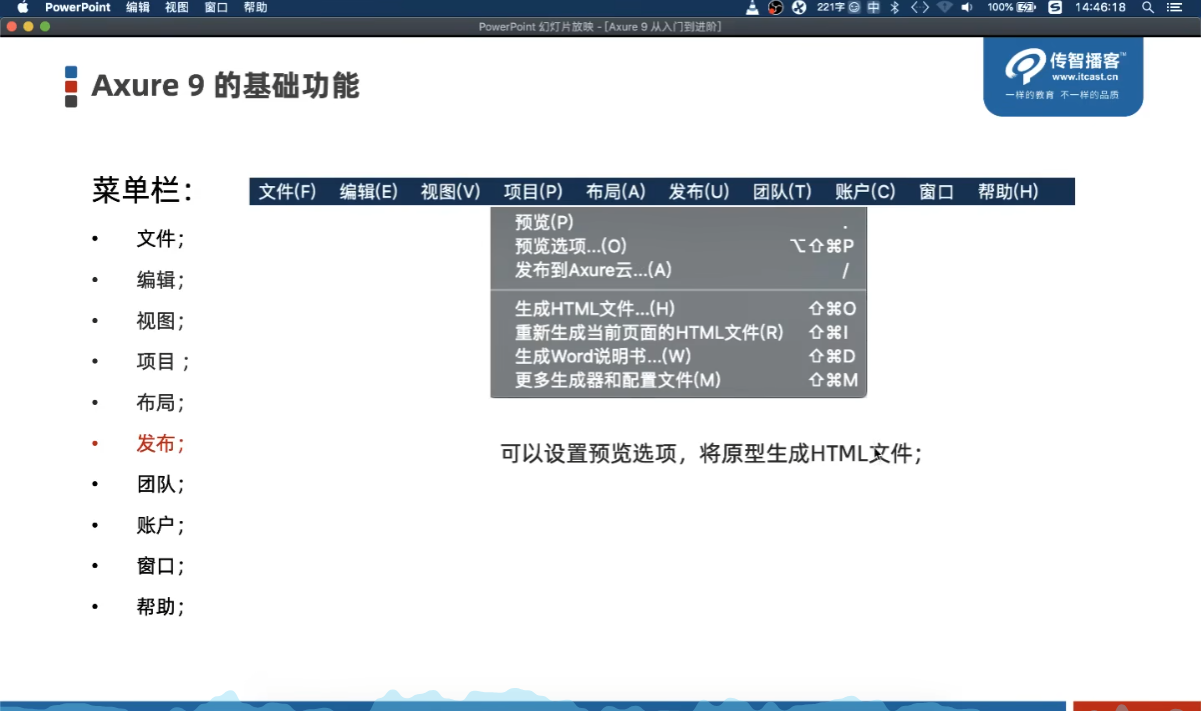 PowerPoint 编辑 视图 窗口 帮助 221字 中 100% S 14:46:18
PowerPoint 幻灯片放映 - [Axure 9 从入门到进阶]
Axure 9 的基础功能
传智播客™
www.itcast.cn
一样的教育 不一样的品质
菜单栏：
文件(F) 编辑(E) 视图(V) 项目(P) 布局(A) 发布(U) 团队(T) 账户(C) 窗口 帮助(H)
预览(P) .
预览选项...(O) ⌥⇧⌘P
发布到Axure云...(A) /
生成HTML文件...(H) ⇧⌘O
重新生成当前页面的HTML文件(R) ⇧⌘I
生成Word说明书...(W) ⇧⌘D
更多生成器和配置文件(M) ⇧⌘M
• 文件；
• 编辑；
• 视图；
• 项目；
• 布局；
• 发布；
• 团队；
• 账户；
• 窗口；
• 帮助；
可以设置预览选项，将原型生成HTML文件；